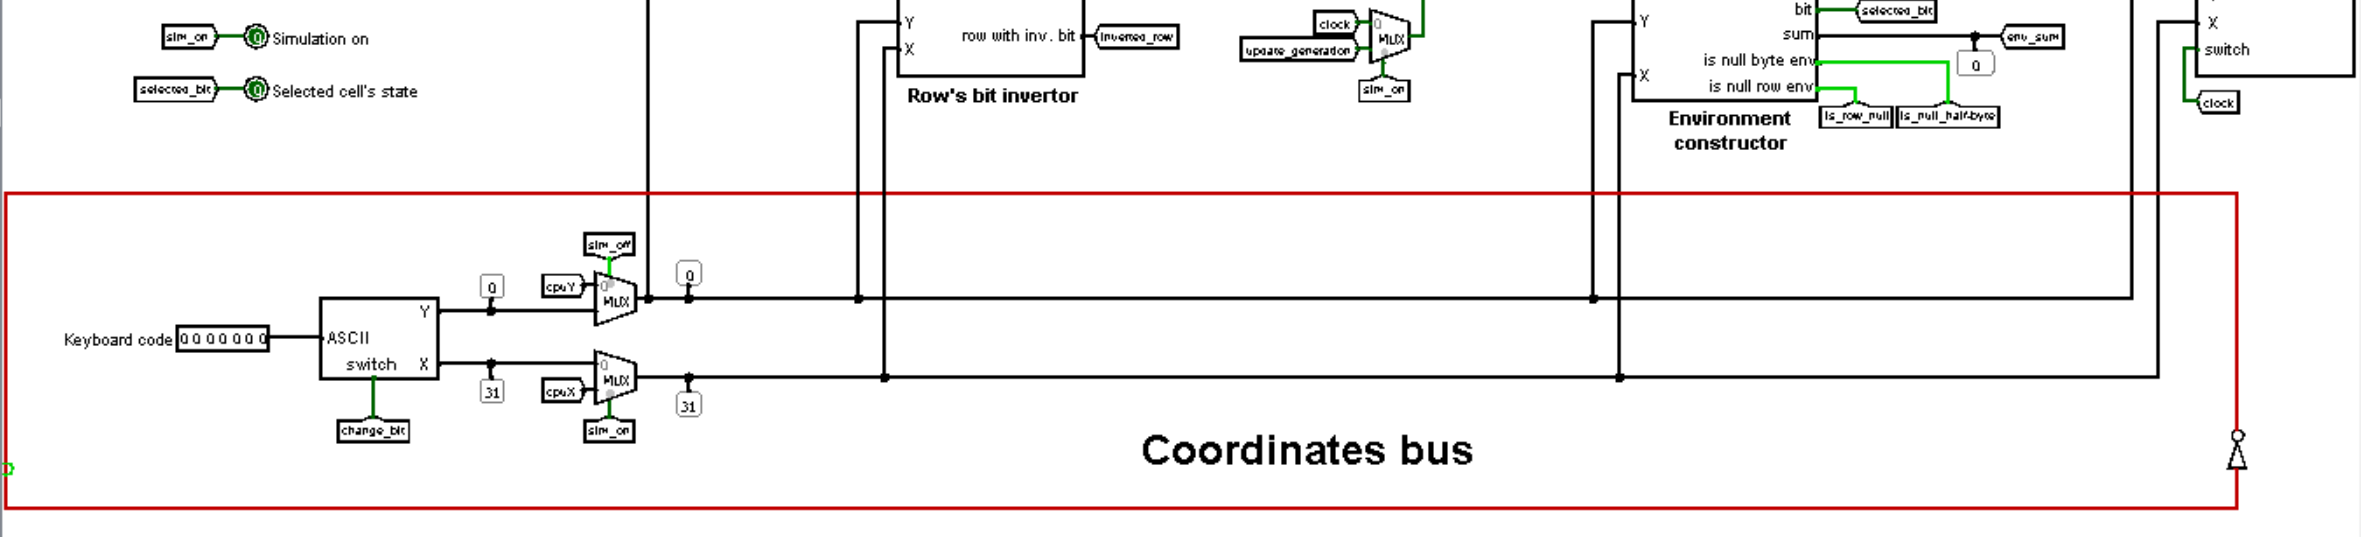 sim_on
0
Simulation on
selected_bit
0
Selected cell's state
Y
X
row with inv. bit
inverted_row
Row's bit invertor
clock
update_generation
0
MUX
sim_on
Y
X
bit
sum
is null byte env
is null row env
selected_bit
env_sum
0
is_row_null
is_null_half-byte
Environment
constructor
X
switch
clock
Keyboard code
0 0 0 0 0 0 0
ASCII
switch
Y
X
change_bit
0
31
sim_off
cpuY
0
MUX
0
0
MUX
cpuX
sim_on
31
Coordinates bus